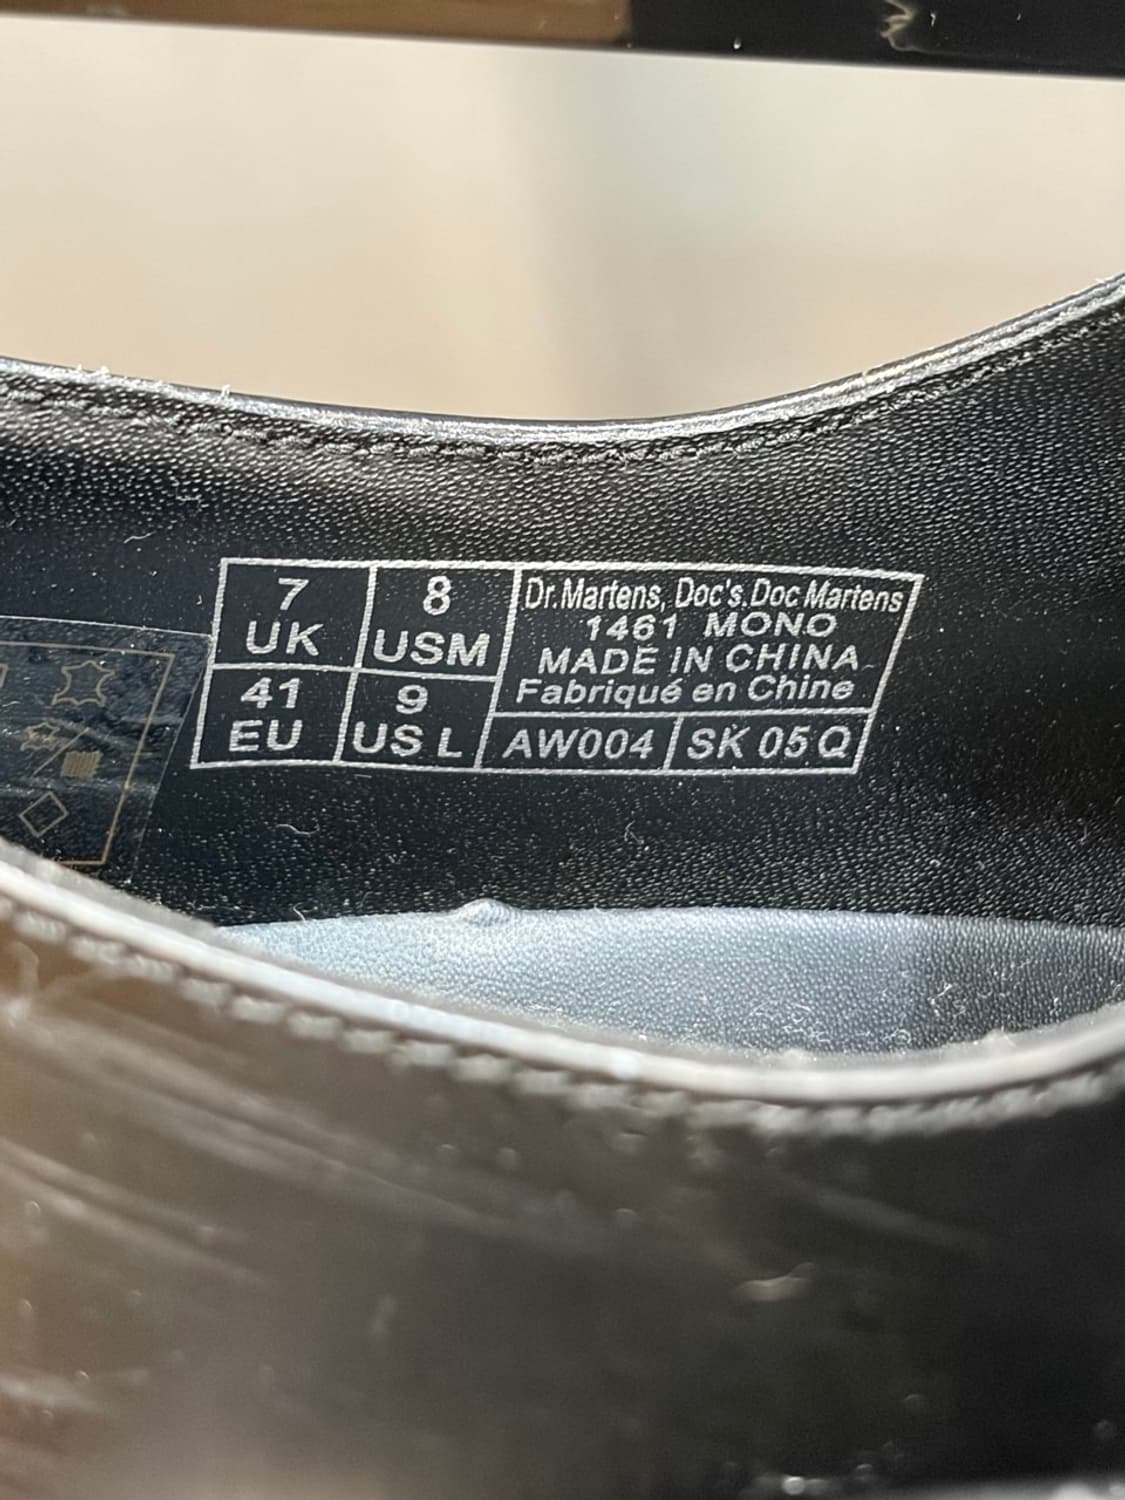 7
UK
8
USM
41
EU
9
US L
Dr.Martens, Doc's.Doc Martens
1461 MONO
MADE IN CHINA
Fabriqué en Chine
AW004
SK 05 Q